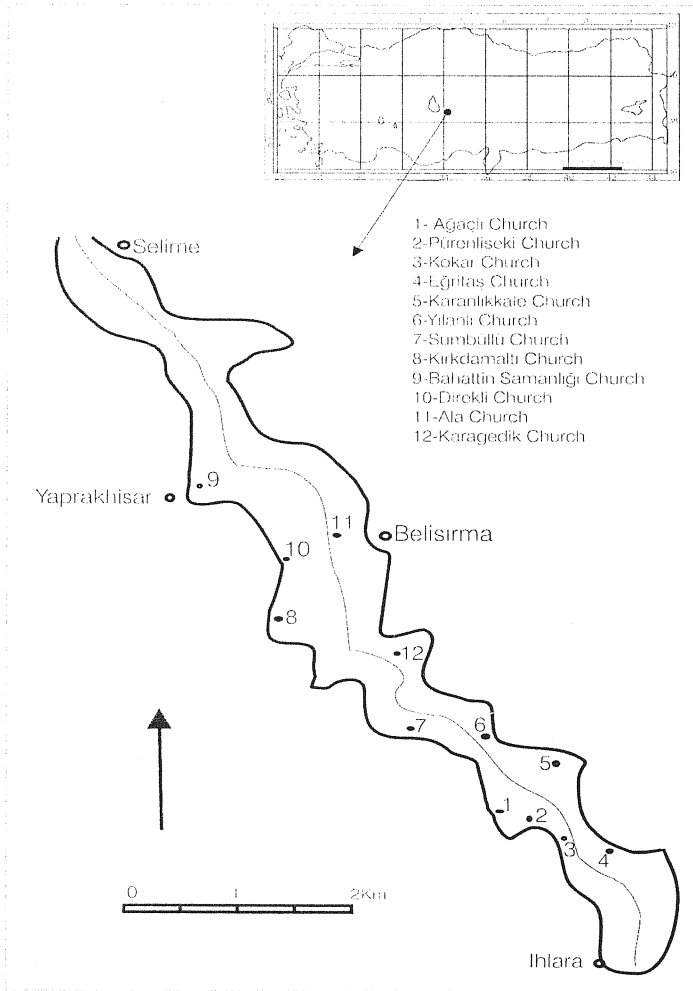 1- Ağaçlı Church
2-Pürenliseki Church
3-Kokar Church
4-Eğritaş Church
5-Karanlıkkale Church
6-Yılanlı Church
7-Sümbüllü Church
8-Kırkdamaltı Church
9-Bahattin Samanlığı Church
10-Direkli Church
11-Ala Church
12-Karagedik Church
Selime
9
Yaprakhisar
11
Belisırma
10
8
12
7
6
5
1
2
3
4
0 1 2Km
Ihlara